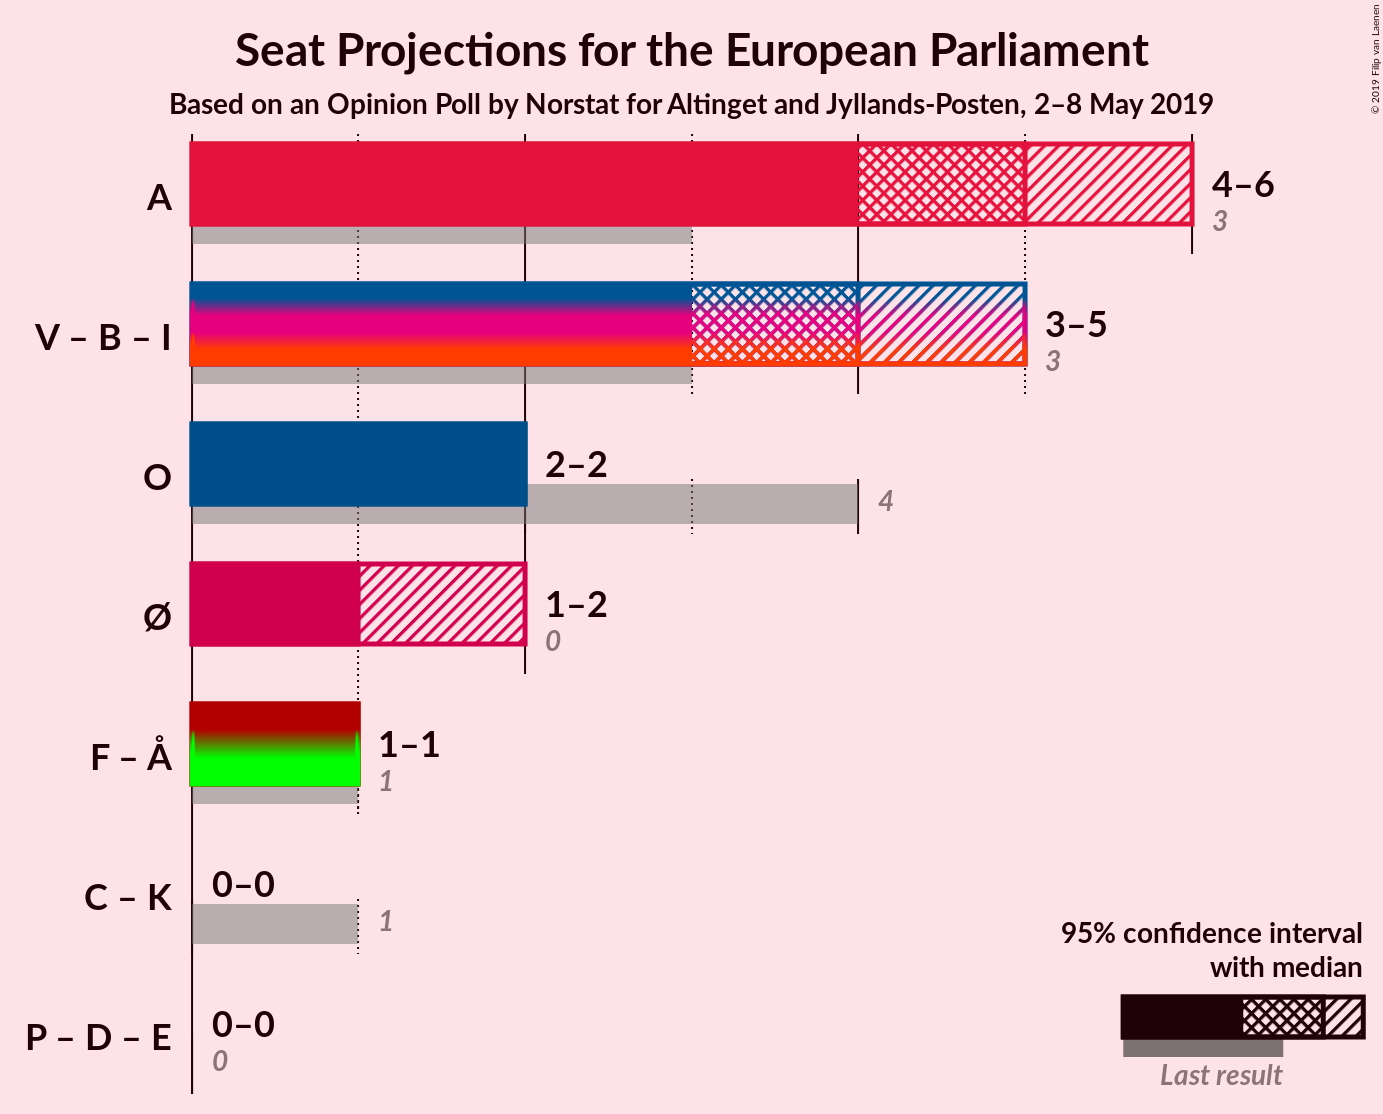 Seat Projections for the European Parliament
Based on an Opinion Poll by Norstat for Altinget and Jyllands-Posten, 2–8 May 2019
© 2019 Filip van Laenen
A
4–6
3
V – B – I
3–5
3
O
2–2
4
Ø
1–2
0
F – Å
1–1
1
C – K
0–0
1
P – D – E
0–0
0
95% confidence interval
with median
Last result